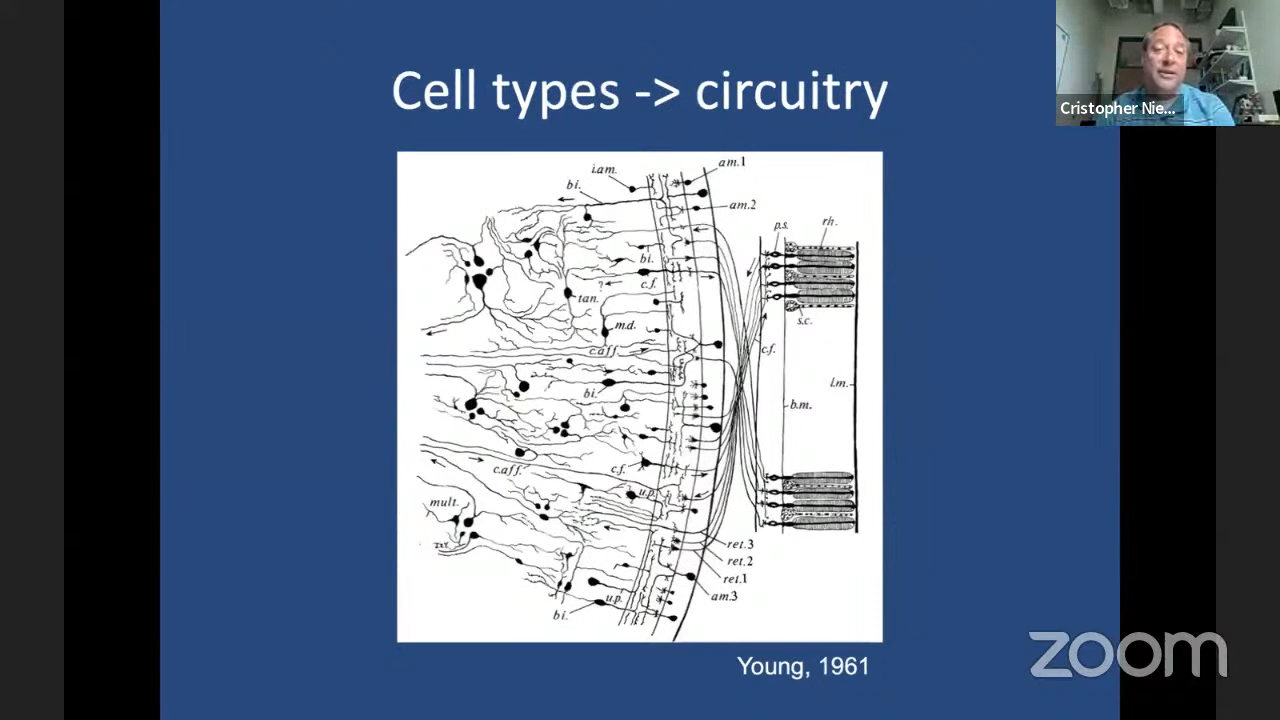 Cell types -> circuitry
Cristopher Nie...
am.1
i.am.
bi.
am.2
p.s.
rh.
bi.
c.f.
?
tan.
s.c.
m.d.
c.aff.
c.f.
l.m.
bi.
b.m.
c.aff.
c.f.
u.p.
mult.
ret.3
ret.2
ret.1
am.3
u.p.
bi.
Young, 1961
zoom